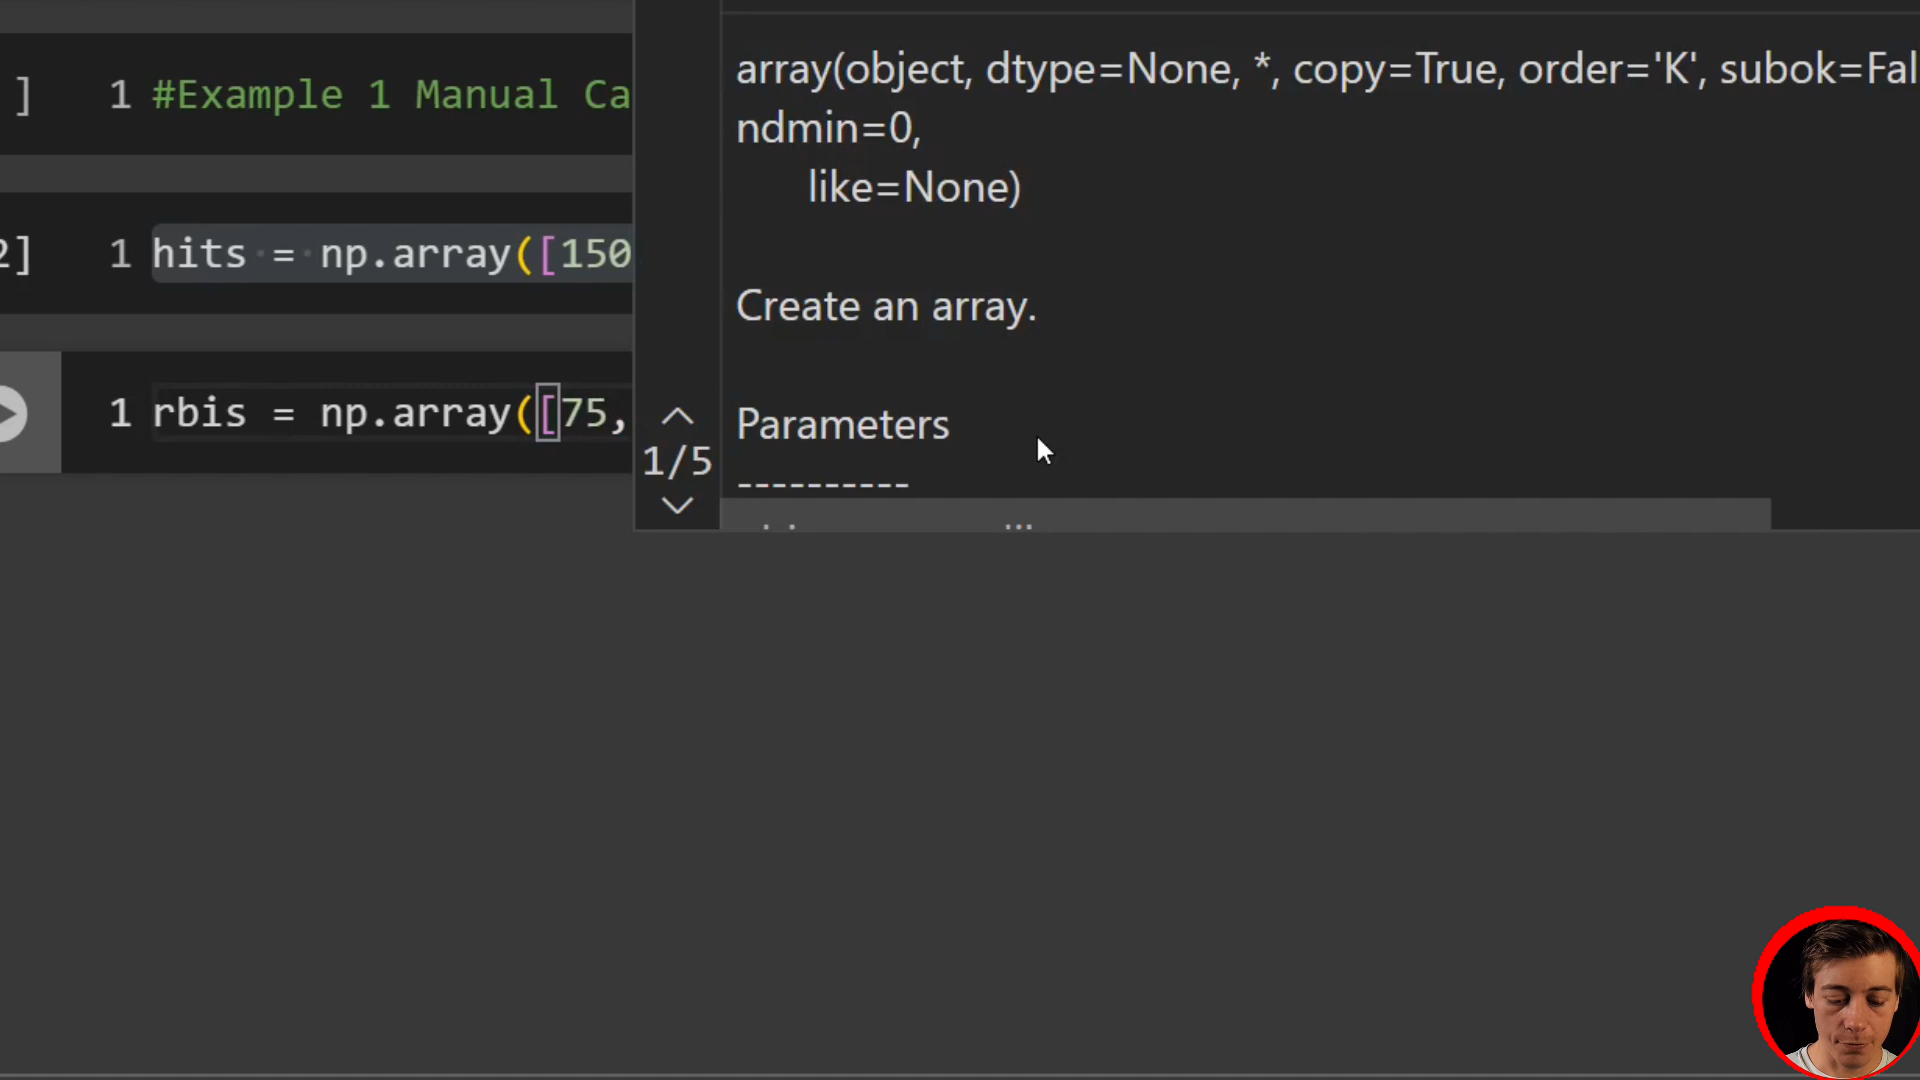 ]
1 #Example 1 Manual Ca
2]
1 hits = np.array([150
1 rbis = np.array([75,
1/5
array(object, dtype=None, *, copy=True, order='K', subok=Fal
ndmin=0,
like=None)
Create an array.
Parameters
----------